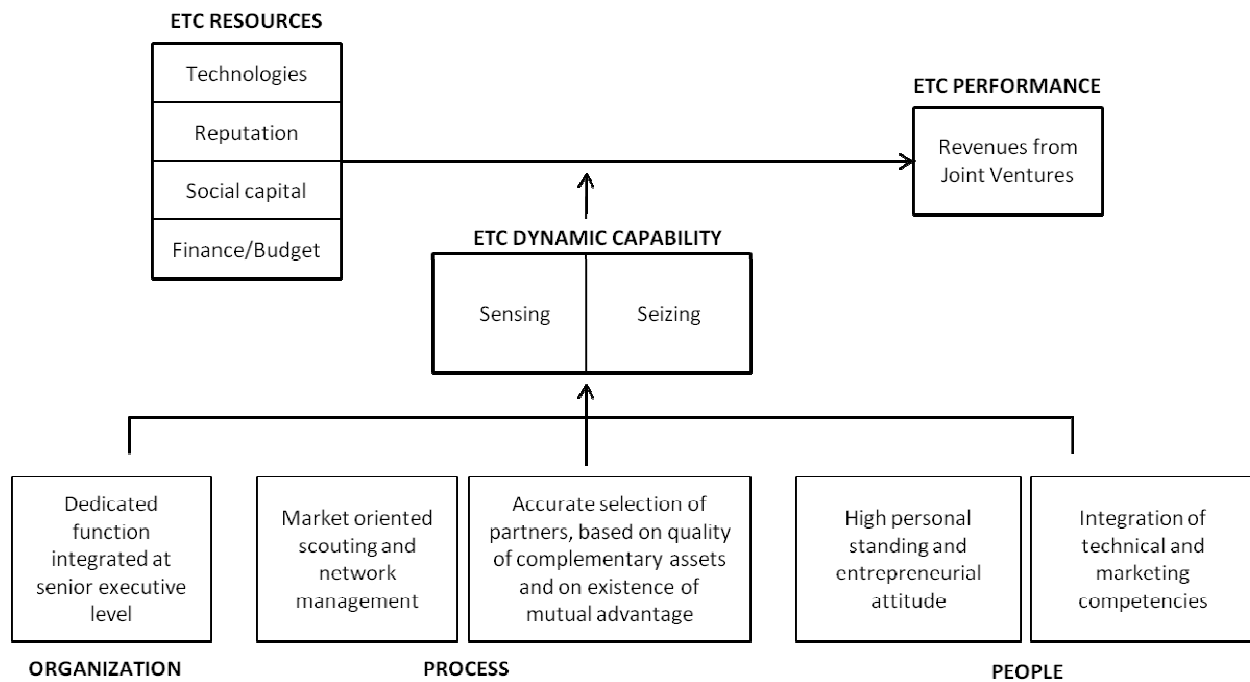 ETC RESOURCES
Technologies
Reputation
Social capital
Finance/Budget
ETC PERFORMANCE
Revenues from
Joint Ventures
ETC DYNAMIC CAPABILITY
Sensing
Seizing
Dedicated
function
integrated at
senior executive
level
Market oriented
scouting and
network
management
Accurate selection of
partners, based on quality
of complementary assets
and on existence of
mutual advantage
High personal
standing and
entrepreneurial
attitude
Integration of
technical and
marketing
competencies
ORGANIZATION
PROCESS
PEOPLE